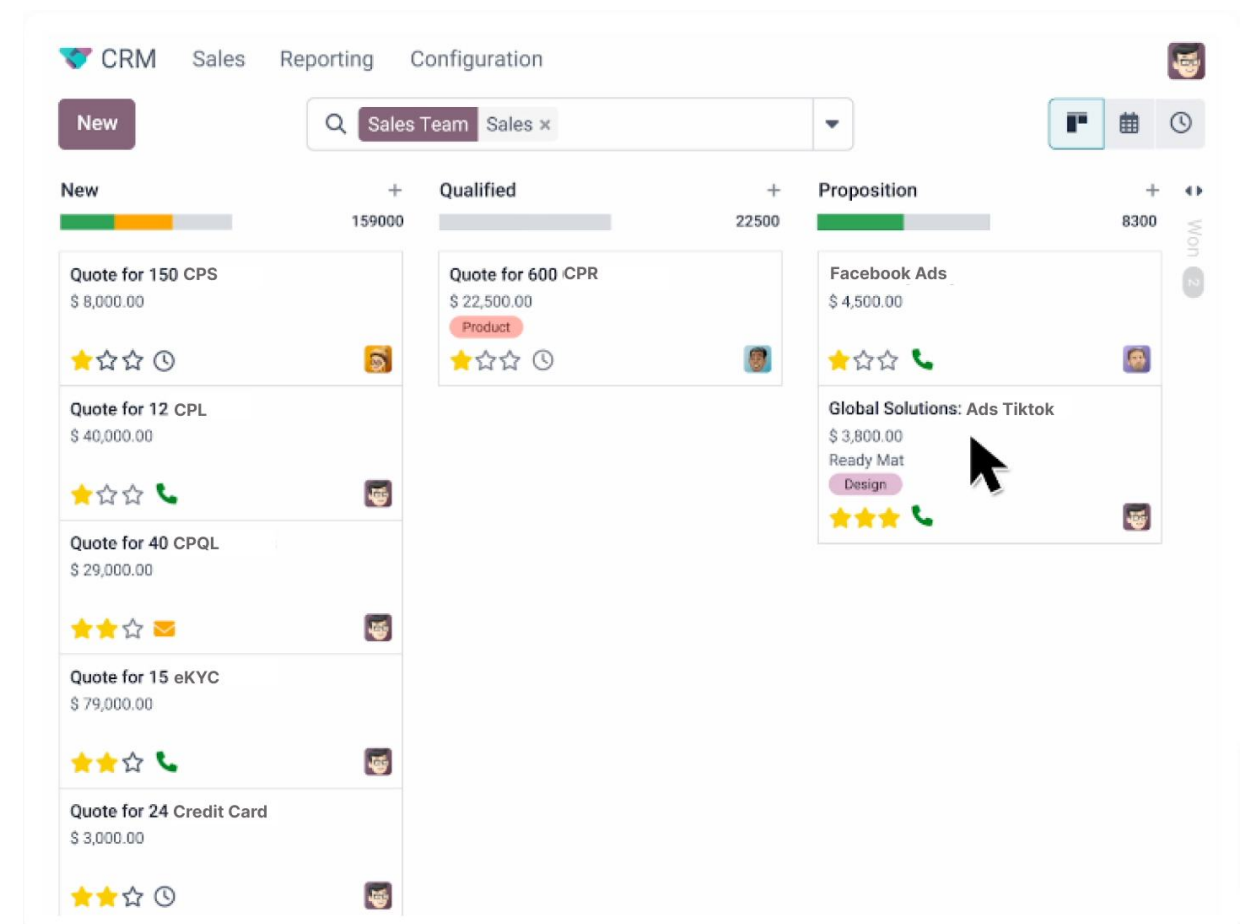 CRM Sales Reporting Configuration
New
Sales Team Sales ×
New + 159000
Quote for 150 CPS
$ 8,000.00
Quote for 12 CPL
$ 40,000.00
Quote for 40 CPQL
$ 29,000.00
Quote for 15 eKYC
$ 79,000.00
Quote for 24 Credit Card
$ 3,000.00
Qualified + 22500
Quote for 600 CPR
$ 22,500.00
Product
Proposition + 8300
Facebook Ads
$ 4,500.00
Global Solutions: Ads Tiktok
$ 3,800.00
Ready Mat
Design
Won 2